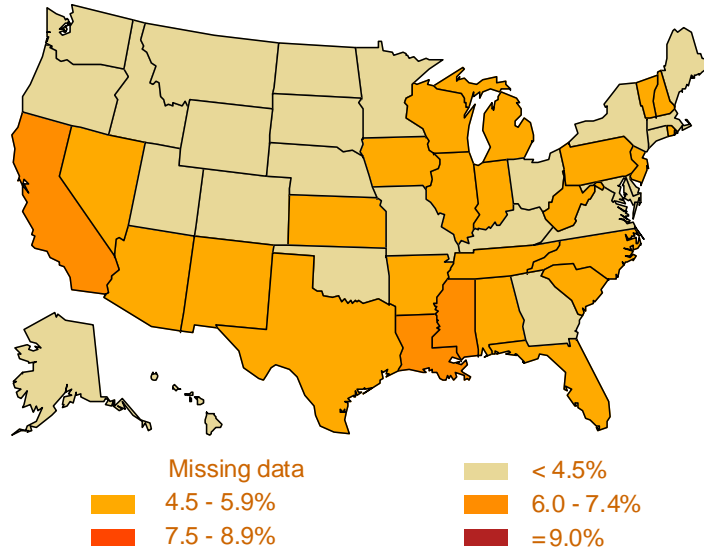 Missing data
< 4.5%
4.5 - 5.9%
6.0 - 7.4%
7.5 - 8.9%
=9.0%